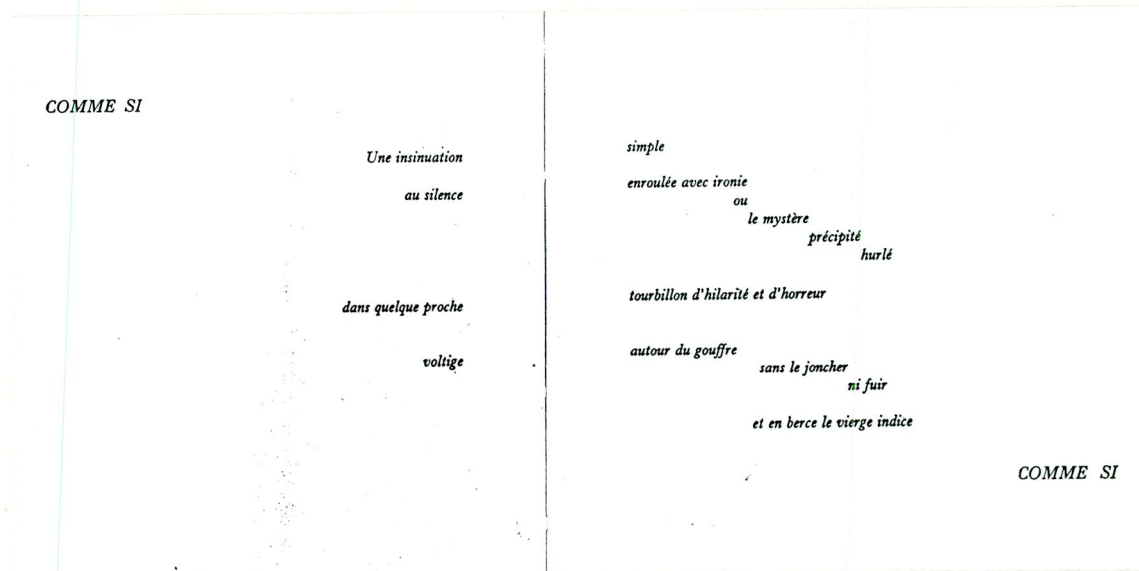 COMME SI
Une insinuation simple
au silence enroulée avec ironie
ou
le mystère
précipité
hurlé
dans quelque proche tourbillon d'hilarité et d'horreur
voltige autour du gouffre
sans le joncher
ni fuir
et en berce le vierge indice
COMME SI